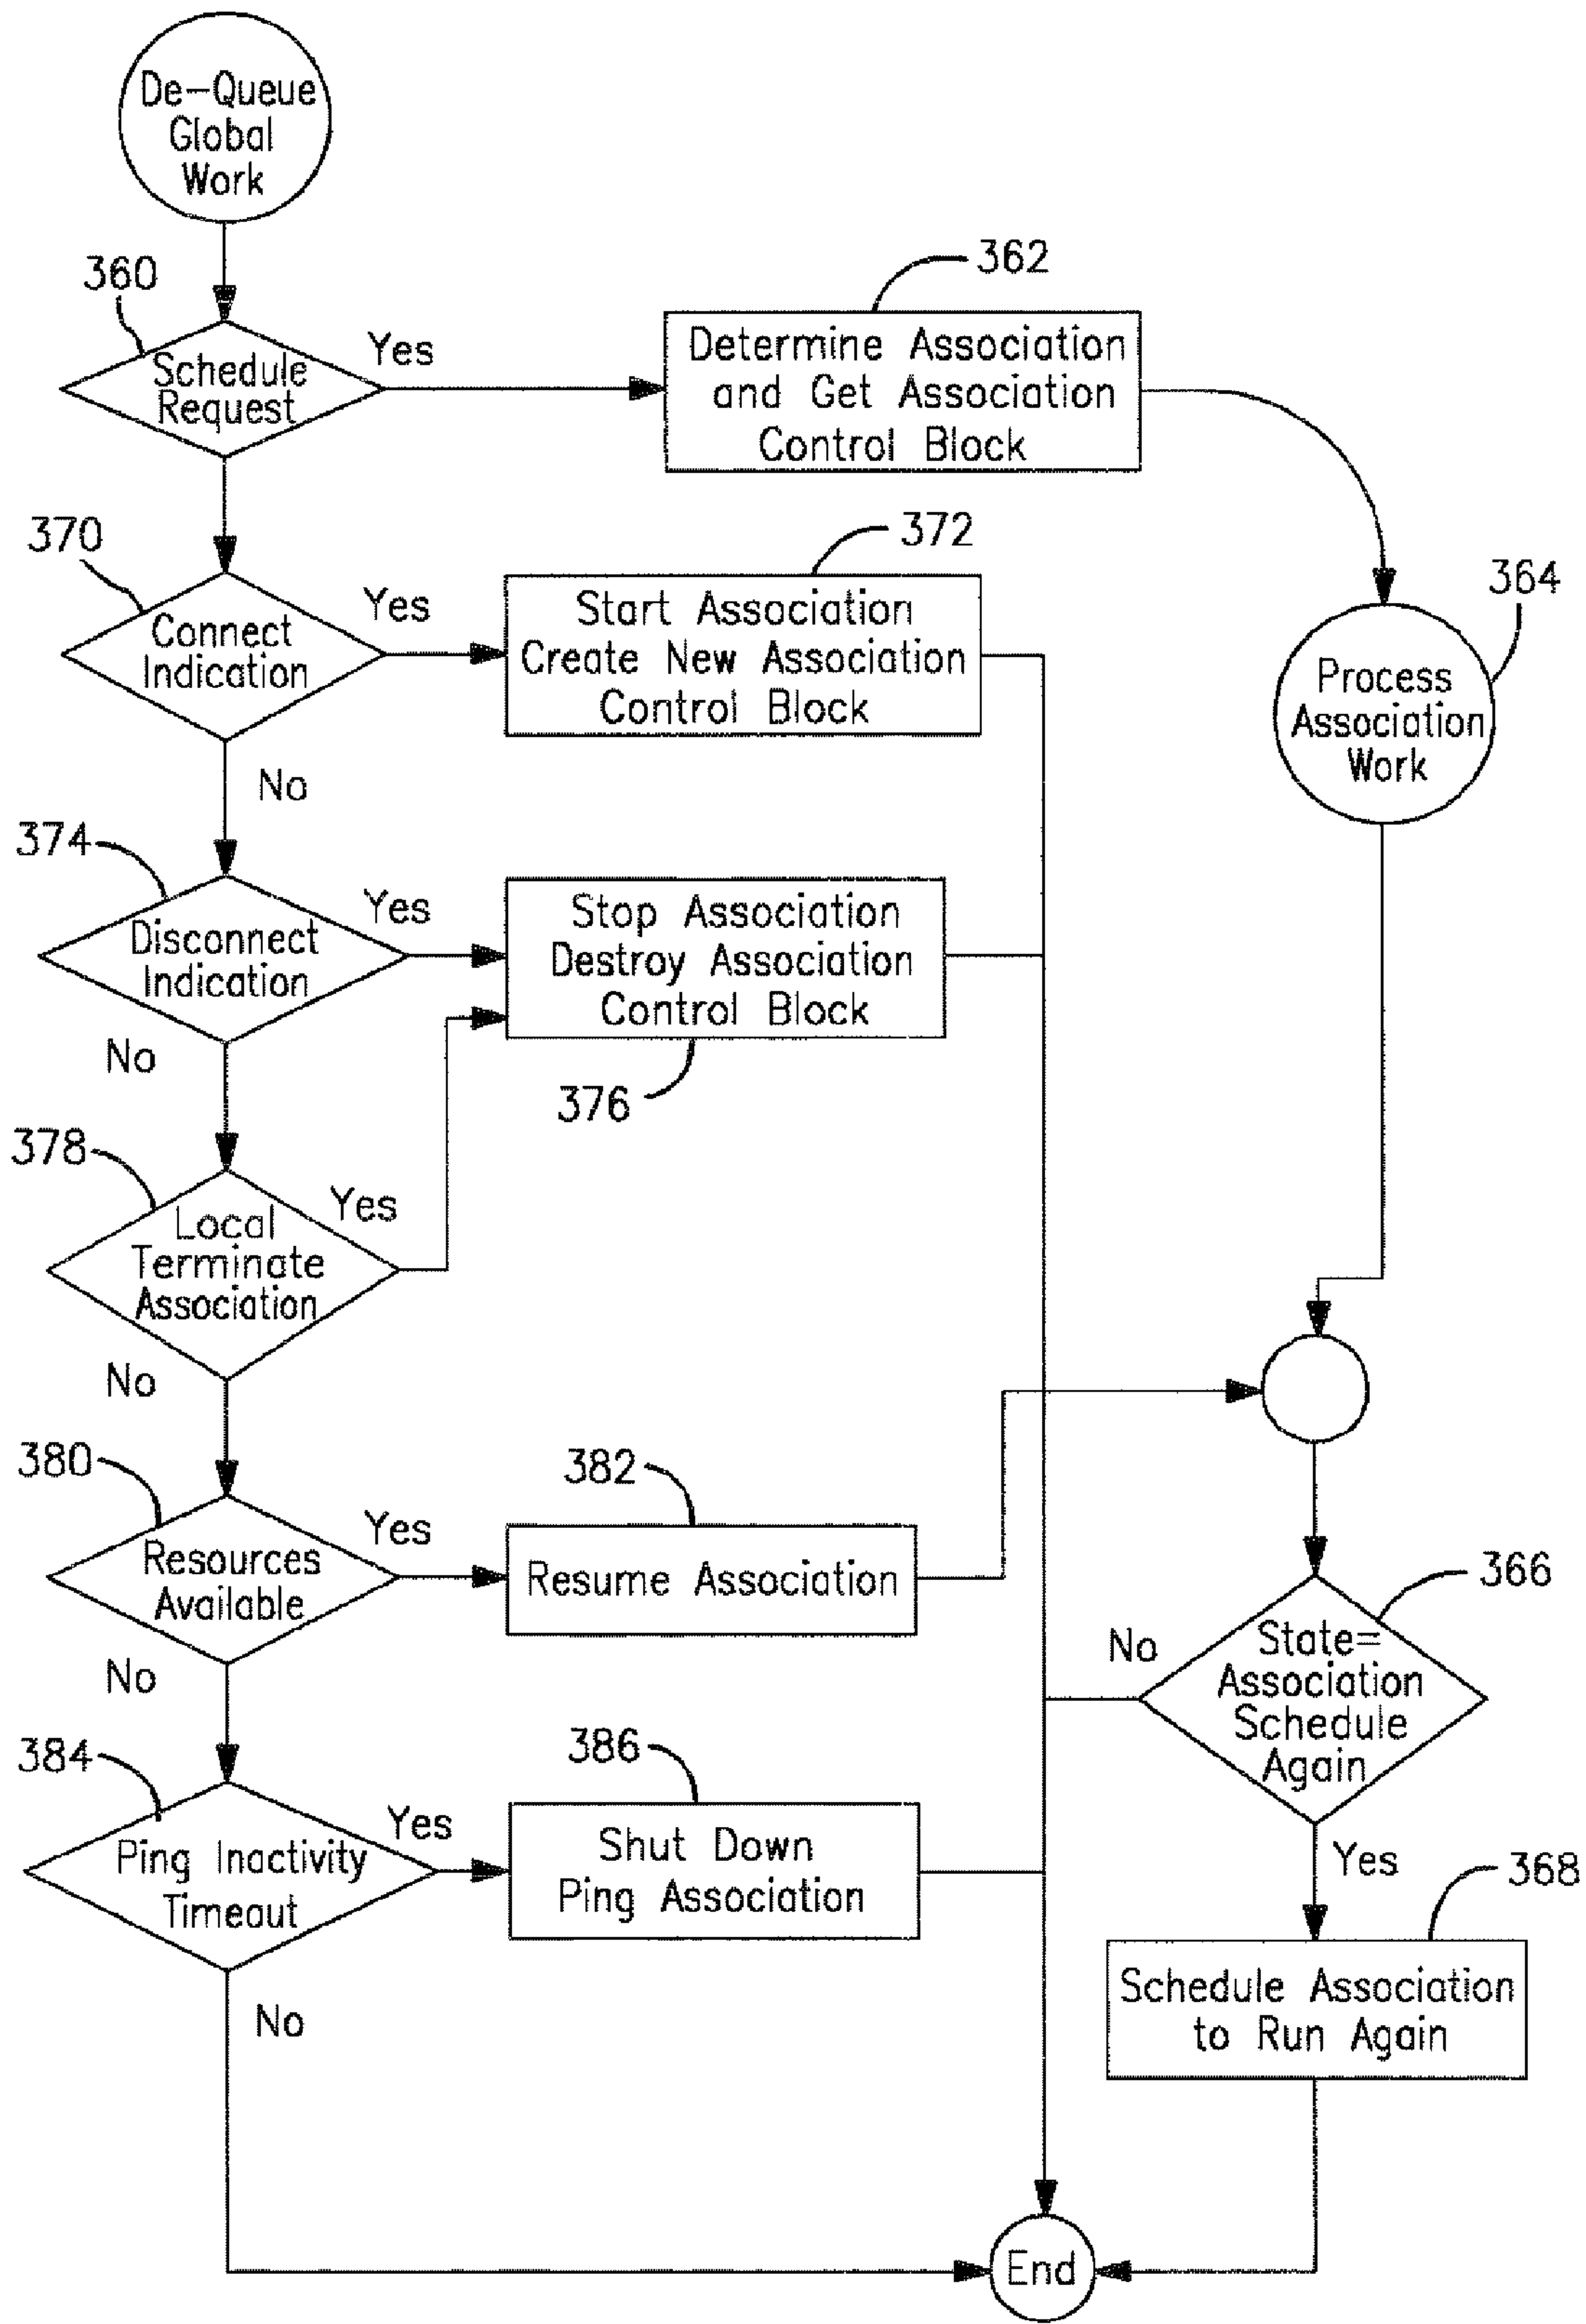 De-Queue
Global
Work
360
362
Schedule
Request
Yes
Determine Association
and Get Association
Control Block
370
372
364
Connect
Indication
Yes
Start Association
Create New Association
Control Block
Process
Association
Work
No
374
Disconnect
Indication
Yes
Stop Association
Destroy Association
Control Block
No
376
378
Local
Terminate
Association
Yes
No
380
382
Resources
Available
Yes
Resume Association
366
No
State=
Association
Schedule
Again
No
384
386
Ping Inactivity
Timeout
Yes
Shut Down
Ping Association
Yes
368
Schedule Association
to Run Again
No
End